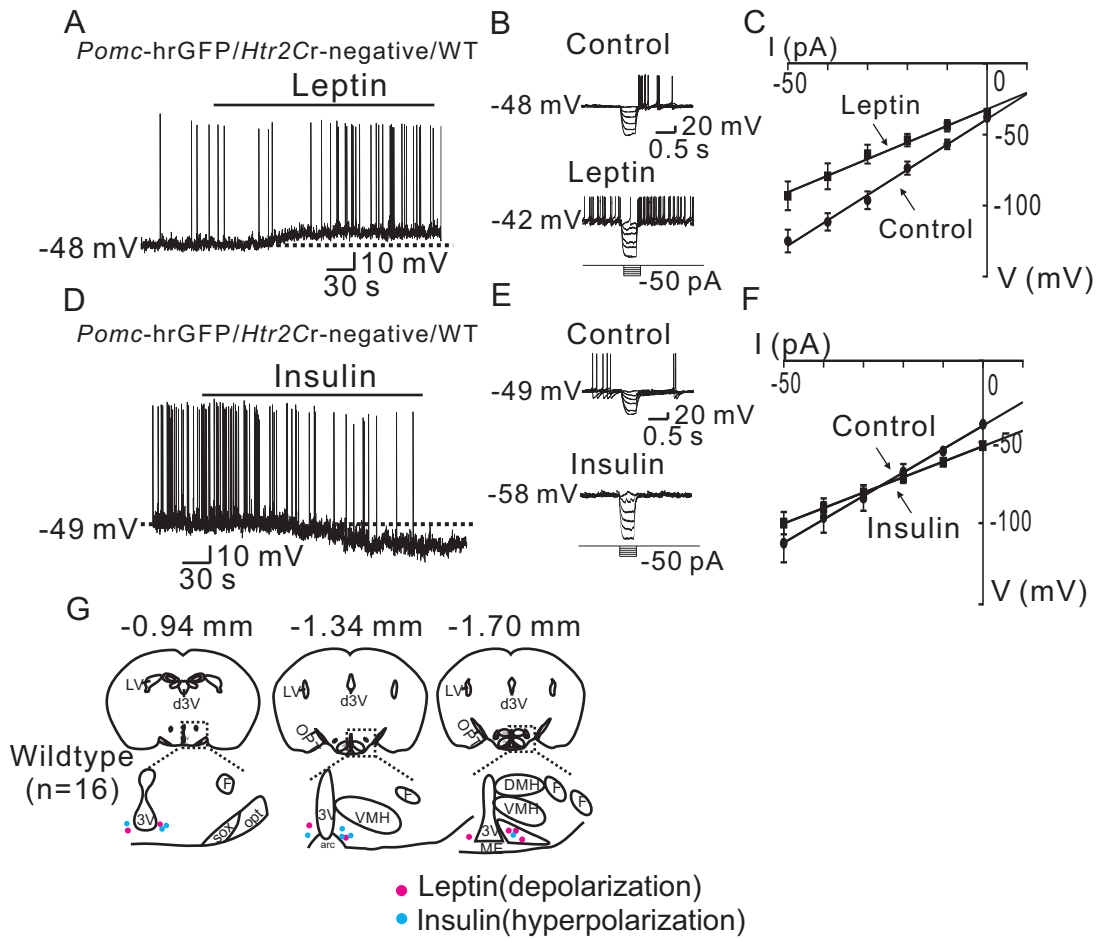 A
Pomc-hrGFP/Htr2Cr-negative/WT
Leptin
-48 mV
10 mV
30 s
B
Control
-48 mV
20 mV
0.5 s
Leptin
-42 mV
-50 pA
C
I (pA)
-50
0
Leptin
-50
Control
-100
V (mV)
D
Pomc-hrGFP/Htr2Cr-negative/WT
Insulin
-49 mV
10 mV
30 s
E
Control
-49 mV
20 mV
0.5 s
Insulin
-58 mV
-50 pA
F
I (pA)
-50
0
Control
-50
Insulin
-100
V (mV)
G
-0.94 mm
-1.34 mm
-1.70 mm
LV
d3V
LV
d3V
OPT
LV
d3V
OPT
Wildtype
(n=16)
3V
F
sox
opt
3V
F
VMH
arc
DMH
F
F
VMH
3V
ME
Leptin(depolarization)
Insulin(hyperpolarization)